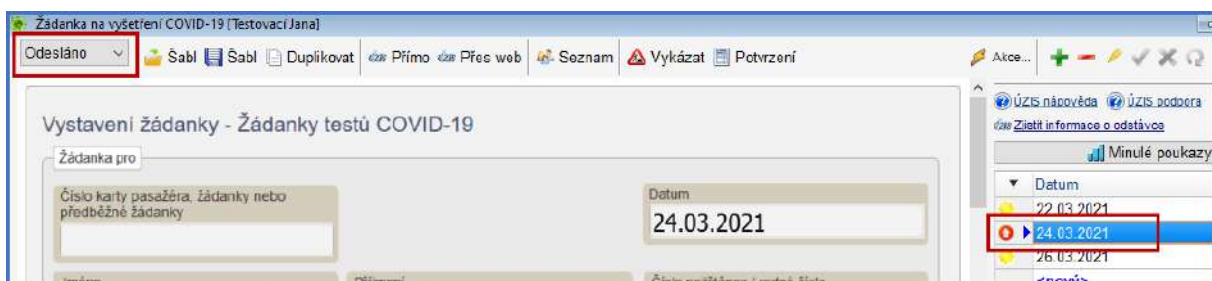 Žádanka na vyšetření COVID-19 [Testovací Jana]
Odesláno Šabl Šabl Duplikovat Přímo Přes web Seznam Vykázat Potvrzení Akce...
ÚZIS nápověda ÚZIS podpora
Zjistit informace o odstávce
Minulé poukazy
Vystavení žádanky - Žádanky testů COVID-19
Žádanka pro
Číslo karty pasažéra, žádanky nebo
předběžné žádanky
Datum
24.03.2021
Datum
22.03.2021
24.03.2021
26.03.2021